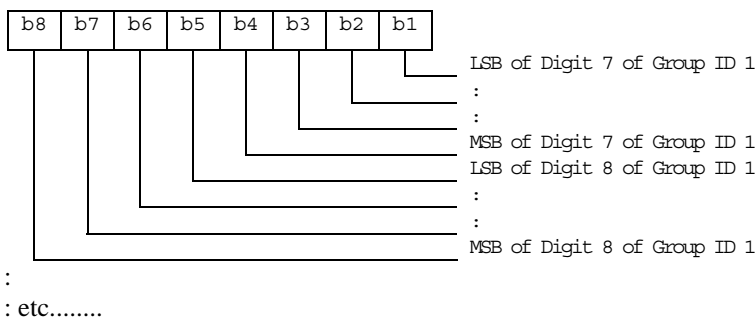 b8 b7 b6 b5 b4 b3 b2 b1
LSB of Digit 7 of Group ID 1
:
:
MSB of Digit 7 of Group ID 1
LSB of Digit 8 of Group ID 1
:
:
MSB of Digit 8 of Group ID 1
:
: etc........